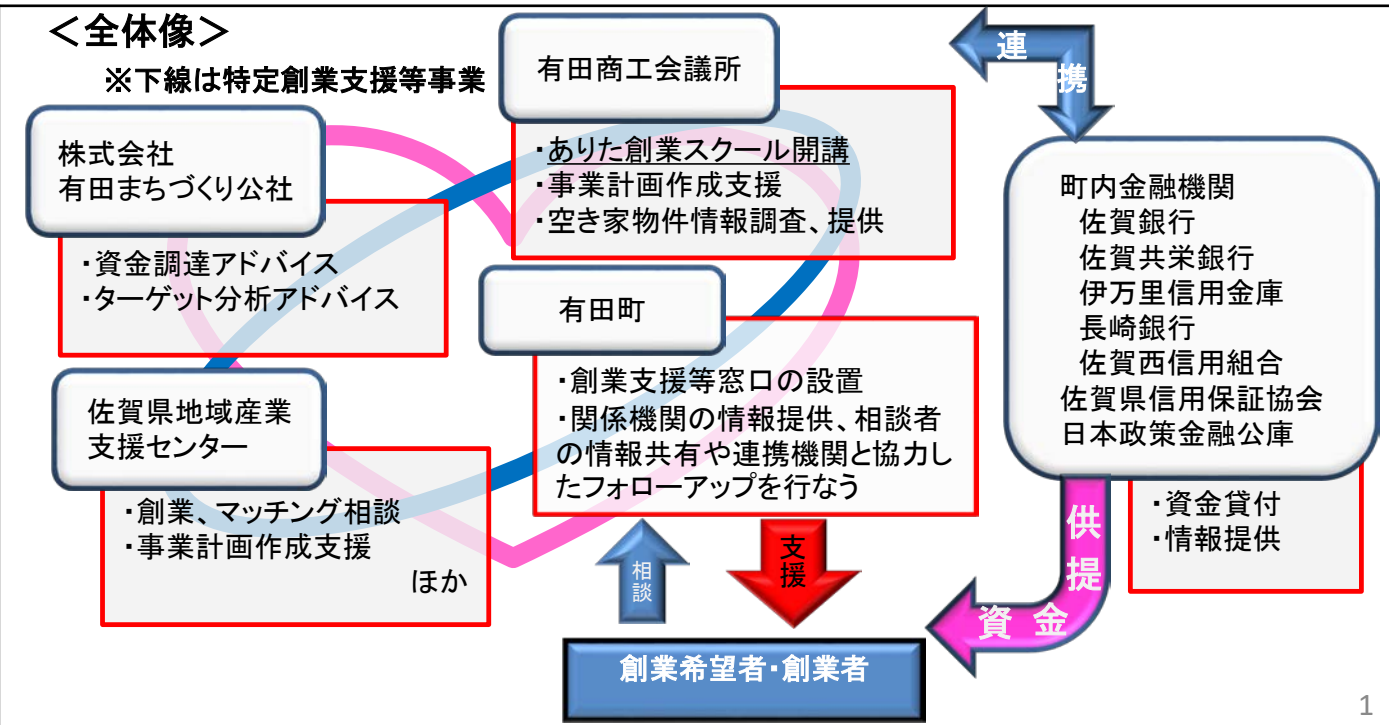 ＜全体像＞
※下線は特定創業支援等事業
有田商工会議所
・ありた創業スクール開講
・事業計画作成支援
・空き家物件情報調査、提供
株式会社
有田まちづくり公社
・資金調達アドバイス
・ターゲット分析アドバイス
有田町
・創業支援等窓口の設置
・関係機関の情報提供、相談者
の情報共有や連携機関と協力し
たフォローアップを行なう
佐賀県地域産業
支援センター
・創業、マッチング相談
・事業計画作成支援
ほか
連携
町内金融機関
佐賀銀行
佐賀共栄銀行
伊万里信用金庫
長崎銀行
佐賀西信用組合
佐賀県信用保証協会
日本政策金融公庫
・資金貸付
・情報提供
資金提供
相談
支援
創業希望者・創業者
1